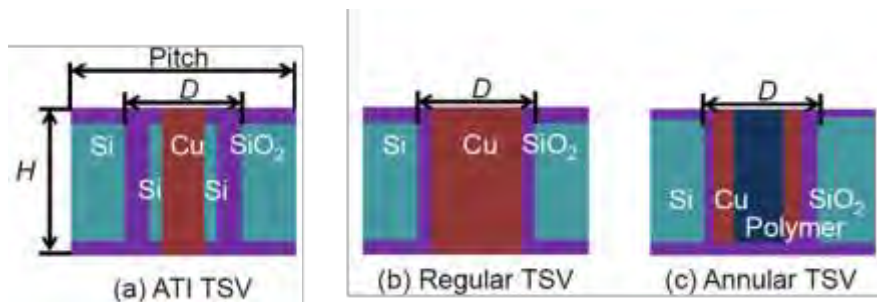 Pitch
D
H
Si
Cu
SiO₂
Si
Si
(a) ATI TSV
D
Si
Cu
SiO₂
(b) Regular TSV
D
Si
Cu
SiO₂
Polymer
(c) Annular TSV